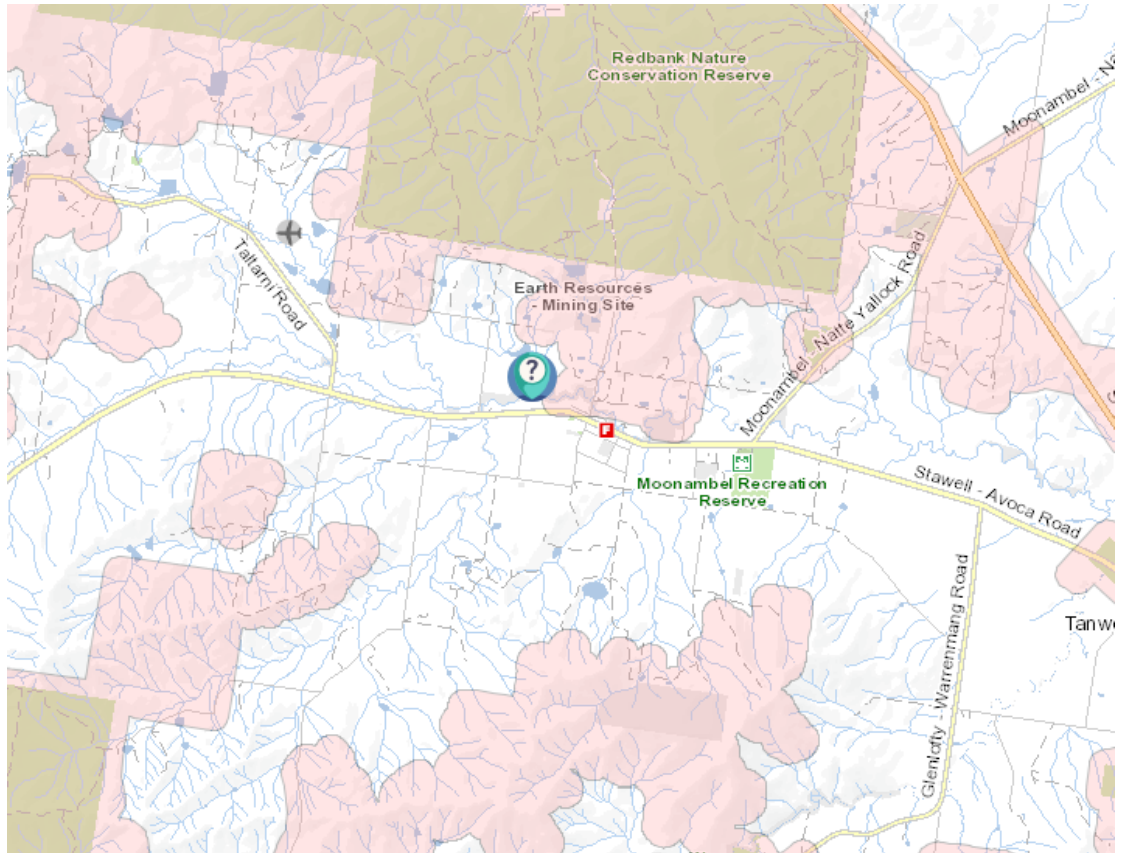 Redbank Nature
Conservation Reserve
Moonambel - Na
Taltarni Road
Earth Resources
- Mining Site
Moonambel - Natte Yallock Road
?
F
Moonambel Recreation
Reserve
Stawell - Avoca Road
Glenlofty - Warrenmang Road
Tanw